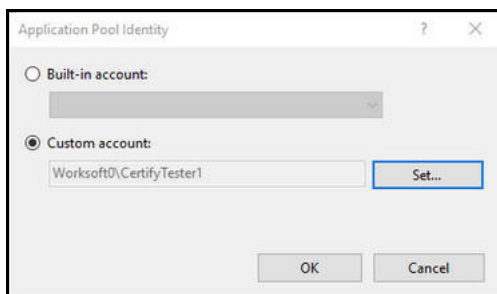 Application Pool Identity
Built-in account:
Custom account:
Worksoft0\CertifyTester1
Set...
OK
Cancel